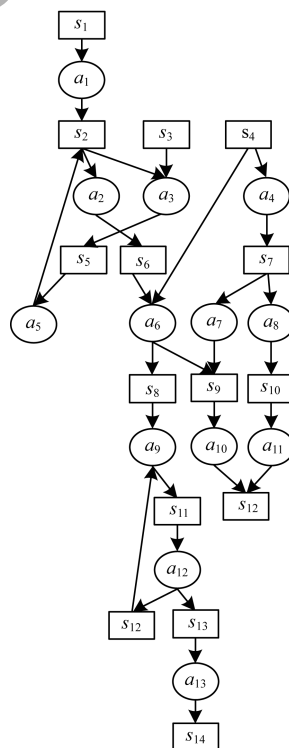 s1
a1
s2 s3 s4
a2 a3 a4
s5 s6 s7
a5 a6 a7 a8
s8 s9 s10
a9 a10 a11
s11 s12
a12
s12 s13
a13
s14